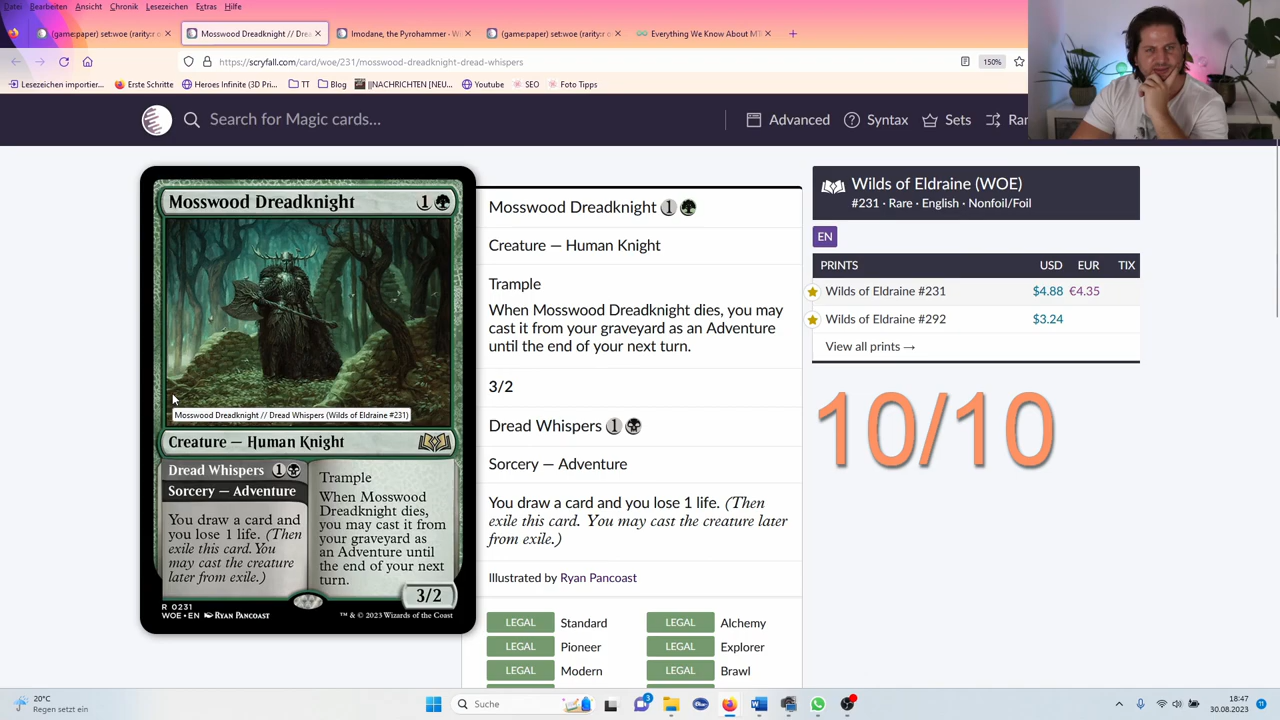 Datei Bearbeiten Ansicht Chronik Lesezeichen Extras Hilfe
(game:paper) set:woe (rarity:r o
Mosswood Dreadknight // Drea
Imodane, the Pyrohammer · Wi
(game:paper) set:woe (rarity:r o
Everything We Know About MT
https://scryfall.com/card/woe/231/mosswood-dreadknight-dread-whispers
150%
Lesezeichen importier...
Erste Schritte
Heroes Infinite (3D Pri...
TT
Blog
||NACHRICHTEN [NEU...
Youtube
SEO
Foto Tipps
Search for Magic cards...
Advanced
Syntax
Sets
Ran
Mosswood Dreadknight 1
Mosswood Dreadknight // Dread Whispers (Wilds of Eldraine #231)
Creature — Human Knight
Dread Whispers 1
Sorcery — Adventure
You draw a card and
you lose 1 life. (Then
exile this card. You
may cast the creature
later from exile.)
Trample
When Mosswood
Dreadknight dies,
you may cast it from
your graveyard as
an Adventure until
the end of your next
turn.
3/2
R 0231
WOE • EN RYAN PANCOAST
™ & © 2023 Wizards of the Coast
Mosswood Dreadknight 1
Creature — Human Knight
Trample
When Mosswood Dreadknight dies, you may
cast it from your graveyard as an Adventure
until the end of your next turn.
3/2
Dread Whispers 1
Sorcery — Adventure
You draw a card and you lose 1 life. (Then
exile this card. You may cast the creature later
from exile.)
Illustrated by Ryan Pancoast
LEGAL Standard LEGAL Alchemy
LEGAL Pioneer LEGAL Explorer
LEGAL Modern LEGAL Brawl
Wilds of Eldraine (WOE)
#231 · Rare · English · Nonfoil/Foil
EN
PRINTS USD EUR TIX
Wilds of Eldraine #231 $4.88 €4.35
Wilds of Eldraine #292 $3.24
View all prints →
10/10
20°C
Regen setzt ein
Suche
3
18:47
30.08.2023